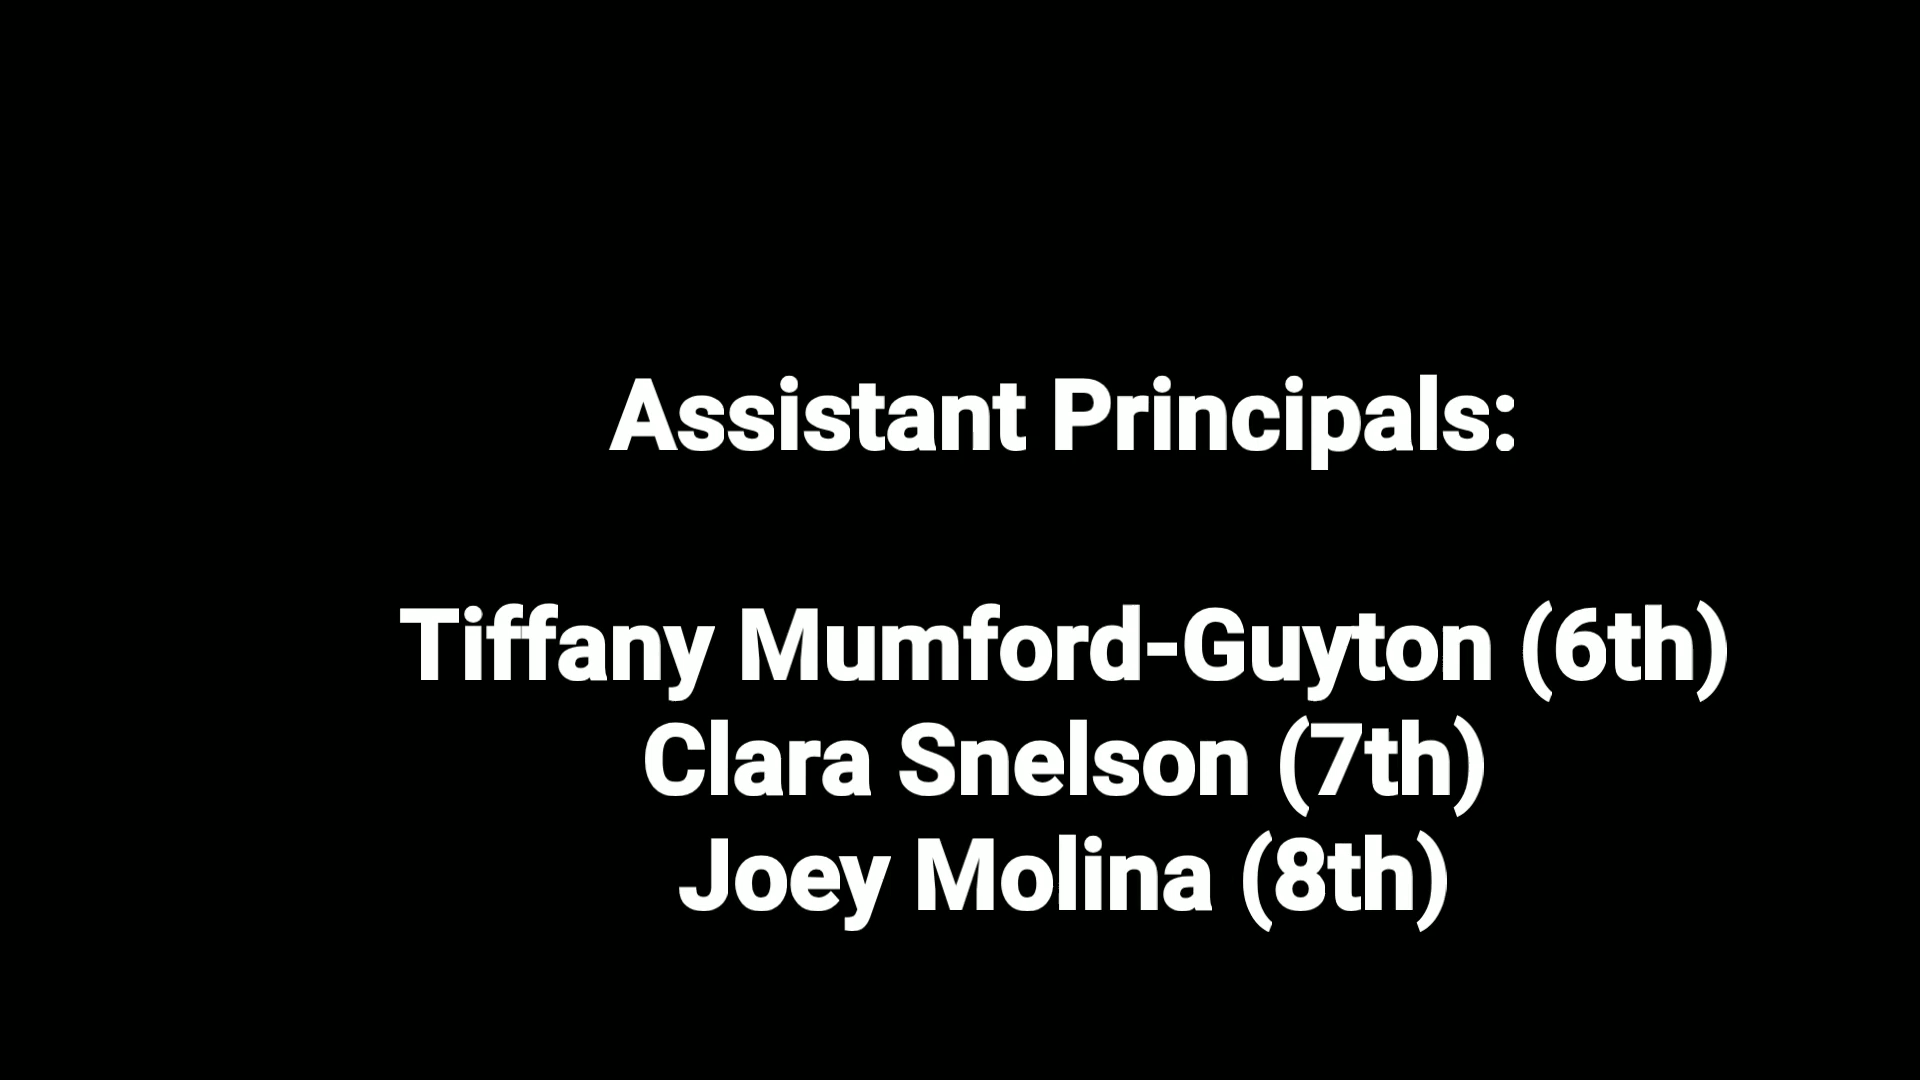 Assistant Principals:
Tiffany Mumford-Guyton (6th)
Clara Snelson (7th)
Joey Molina (8th)